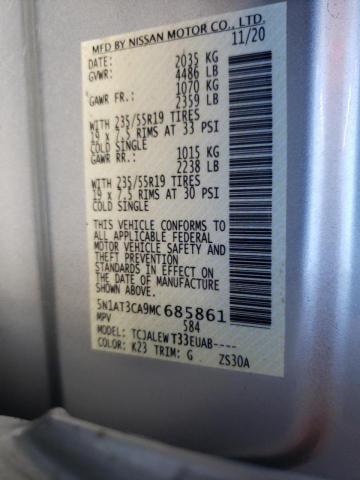 MFD BY NISSAN MOTOR CO., LTD.
DATE: 11/20
GVWR: 2035 KG
4486 LB
GAWR FR.: 1070 KG
2359 LB
WITH 235/55R19 TIRES
19 x 7.5 RIMS AT 33 PSI
COLD SINGLE
GAWR RR.: 1015 KG
2238 LB
WITH 235/55R19 TIRES
19 x 7.5 RIMS AT 30 PSI
COLD SINGLE
THIS VEHICLE CONFORMS TO
ALL APPLICABLE FEDERAL
MOTOR VEHICLE SAFETY AND
THEFT PREVENTION
STANDARDS IN EFFECT ON
THE DATE OF MANUFACTURE
SHOWN ABOVE.
5N1AT3CA9MC685861
MPV 584
MODEL: TCJALEWT33EUAB----
COLOR: K23 TRIM: G ZS30A